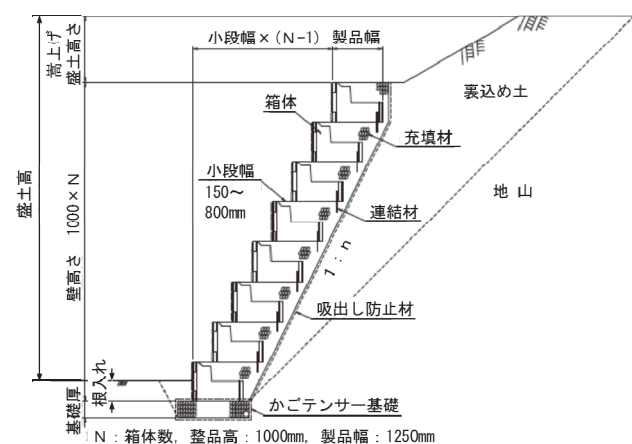 嵩上げ
盛土高さ
小段幅×(N-1) 製品幅
裏込め土
箱体
充填材
小段幅
150~
800mm
地山
連結材
盛土高
壁高さ 1000×N
1:n
吸出し防止材
根入れ
基礎厚
かごテンサー基礎
N:箱体数, 整品高:1000mm, 製品幅:1250mm